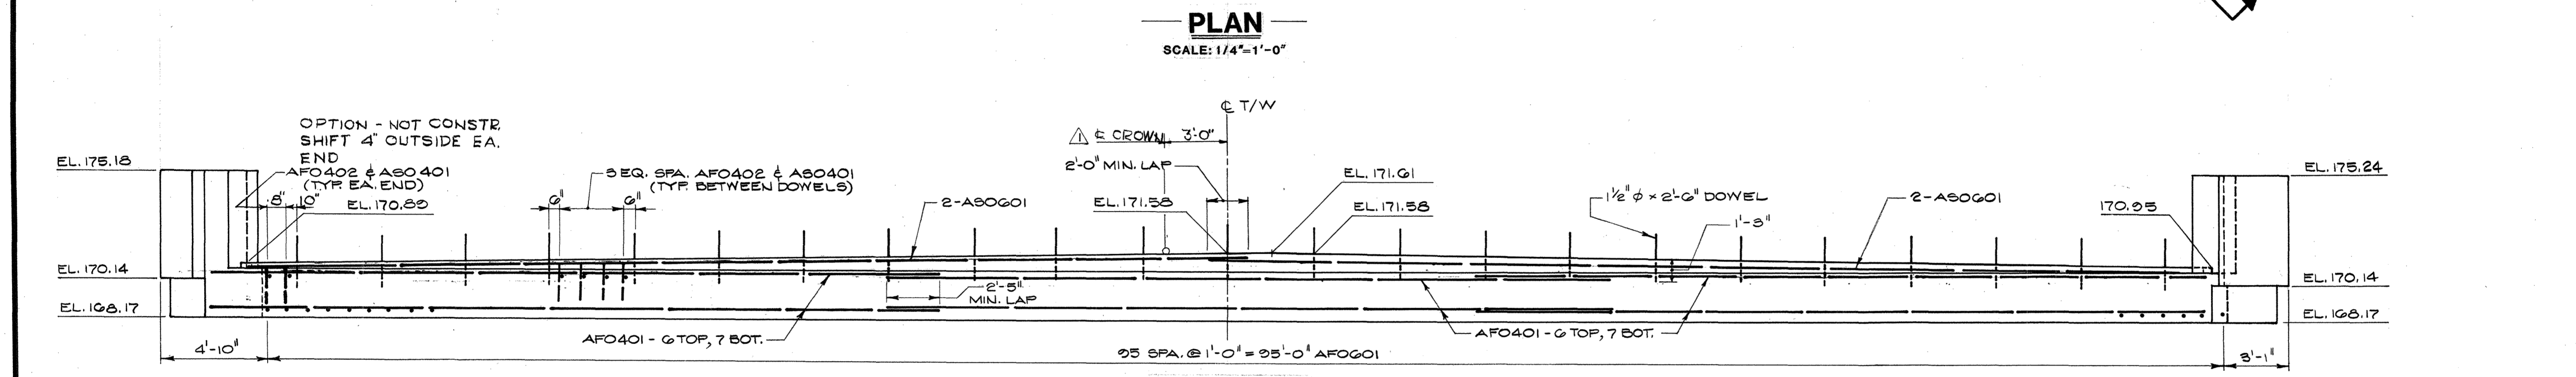 PLAN
SCALE: 1/4"=1'-0"
℄ T/W
⚠1 ℄ CROWN 3'-0"
2'-0" MIN. LAP
OPTION - NOT CONSTR.
SHIFT 4" OUTSIDE EA.
END
AF0402 & AS0401
(TYP. EA. END)
8" 10"
EL. 175.18
EL. 170.89
6" 6"
3 EQ. SPA. AF0402 & AS0401
(TYP. BETWEEN DOWELS)
2-AS0601
EL. 171.58
EL. 171.61
EL. 171.58
1½" ϕ × 2'-6" DOWEL
1'-3"
2-AS0601
170.95
EL. 175.24
EL. 170.14
EL. 170.14
2'-5"
MIN. LAP
EL. 168.17
EL. 168.17
AF0401 - 6 TOP, 7 BOT.
AF0401 - 6 TOP, 7 BOT.
4'-10"
95 SPA. @ 1'-0" = 95'-0" AF0601
3'-1"